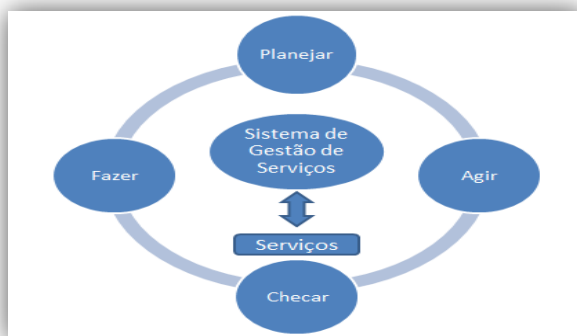 Planejar
Sistema de
Gestão de
Serviços
Fazer
Agir
Serviços
Checar